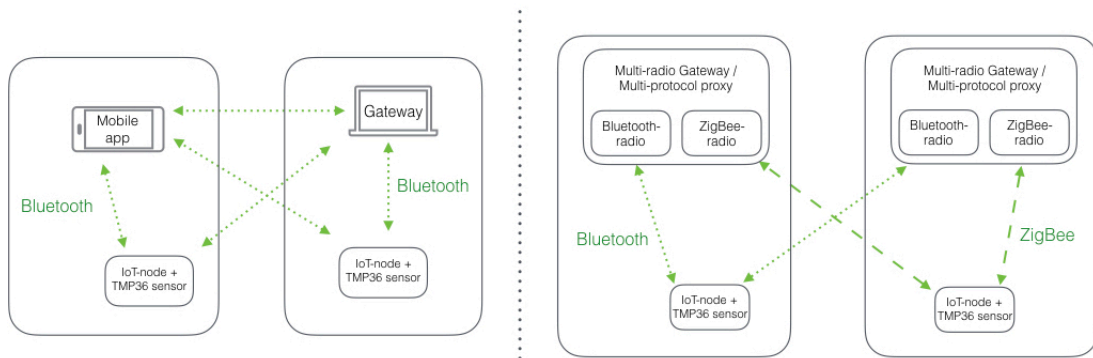 Mobile
app
Gateway
Bluetooth
Bluetooth
IoT-node +
TMP36 sensor
IoT-node +
TMP36 sensor
Multi-radio Gateway /
Multi-protocol proxy
Bluetooth-
radio
ZigBee-
radio
Bluetooth
IoT-node +
TMP36 sensor
Multi-radio Gateway /
Multi-protocol proxy
Bluetooth-
radio
ZigBee-
radio
ZigBee
IoT-node +
TMP36 sensor